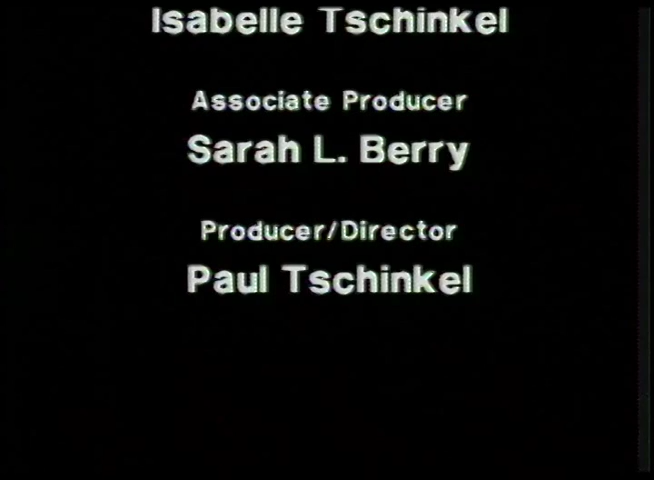 Isabelle Tschinkel
Associate Producer
Sarah L. Berry
Producer/Director
Paul Tschinkel